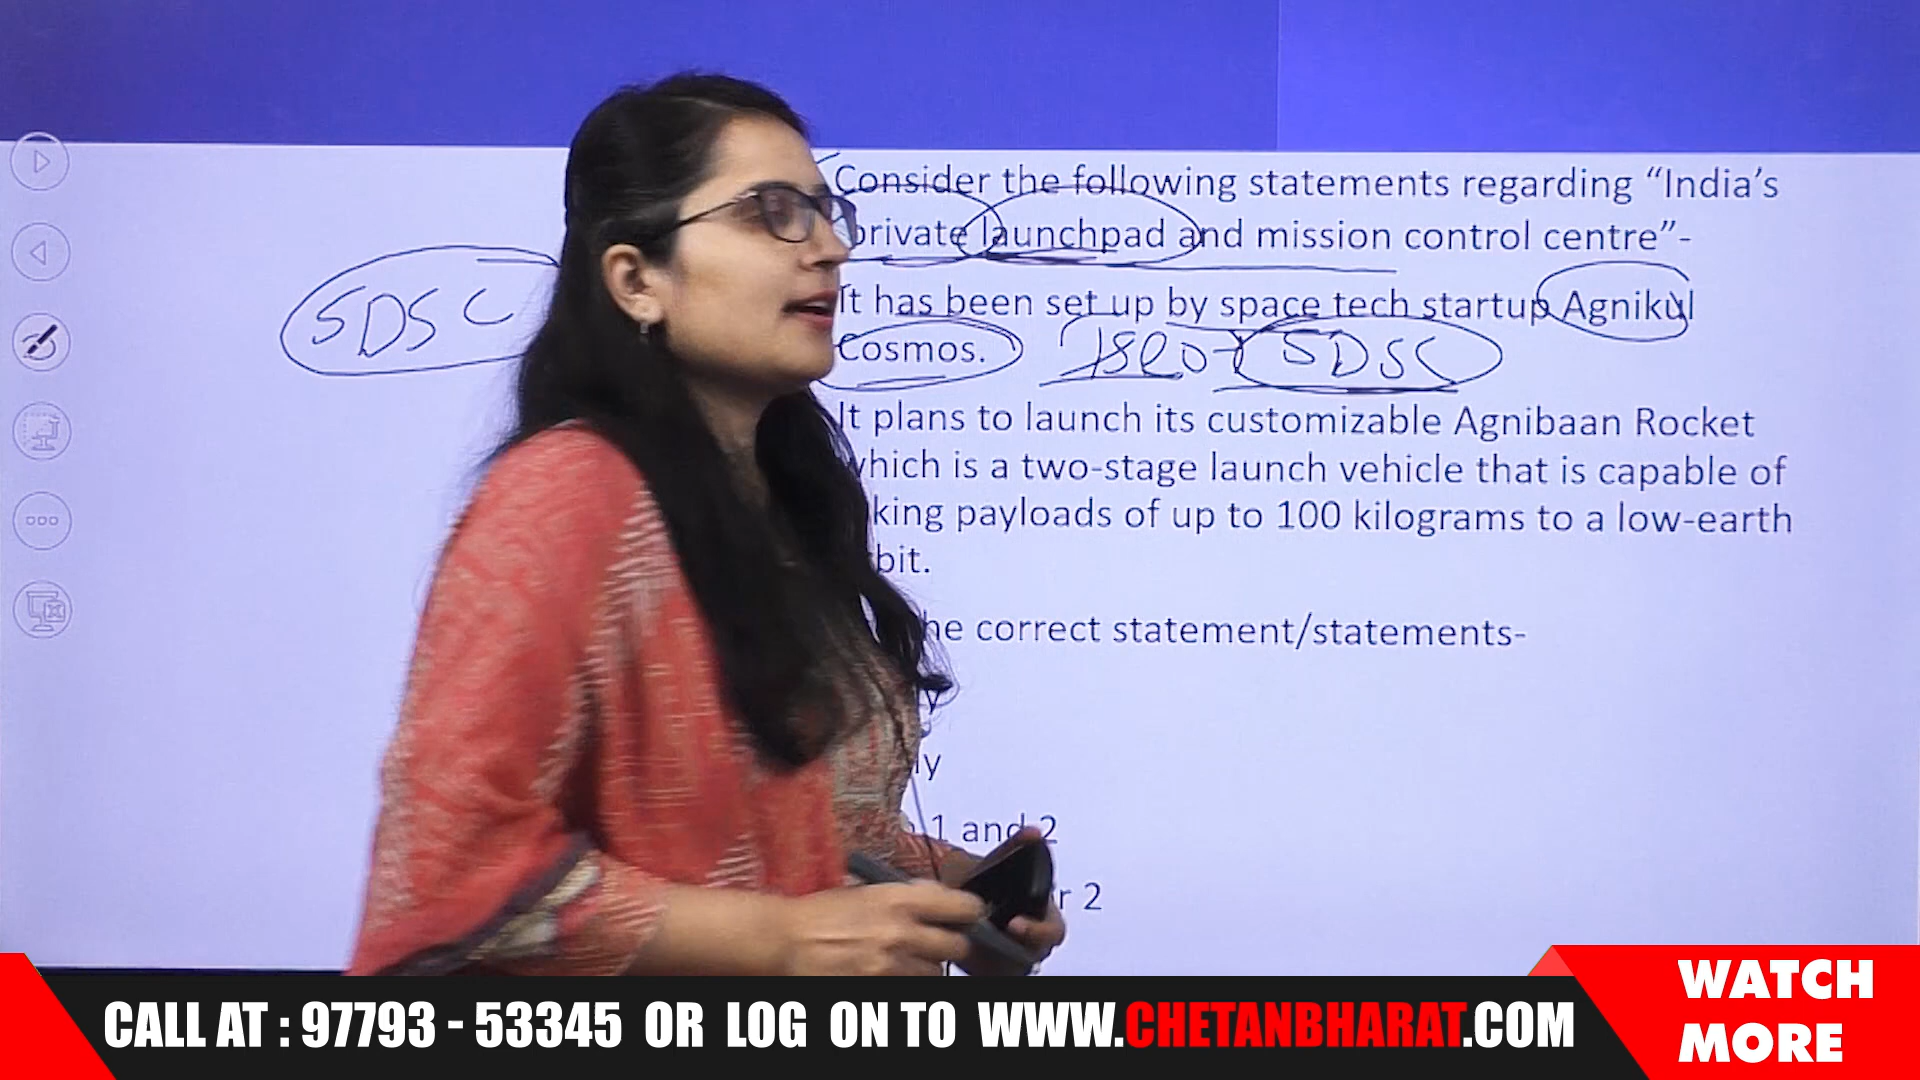 Consider the following statements regarding “India’s
private launchpad and mission control centre”-
It has been set up by space tech startup Agnikul
Cosmos. ISRO + SDSC
SDSC
It plans to launch its customizable Agnibaan Rocket
which is a two-stage launch vehicle that is capable of
king payloads of up to 100 kilograms to a low-earth
bit.
he correct statement/statements-
y
ly
1 and 2
r 2
CALL AT : 97793 - 53345 OR LOG ON TO WWW.CHETANBHARAT.COM
WATCH
MORE